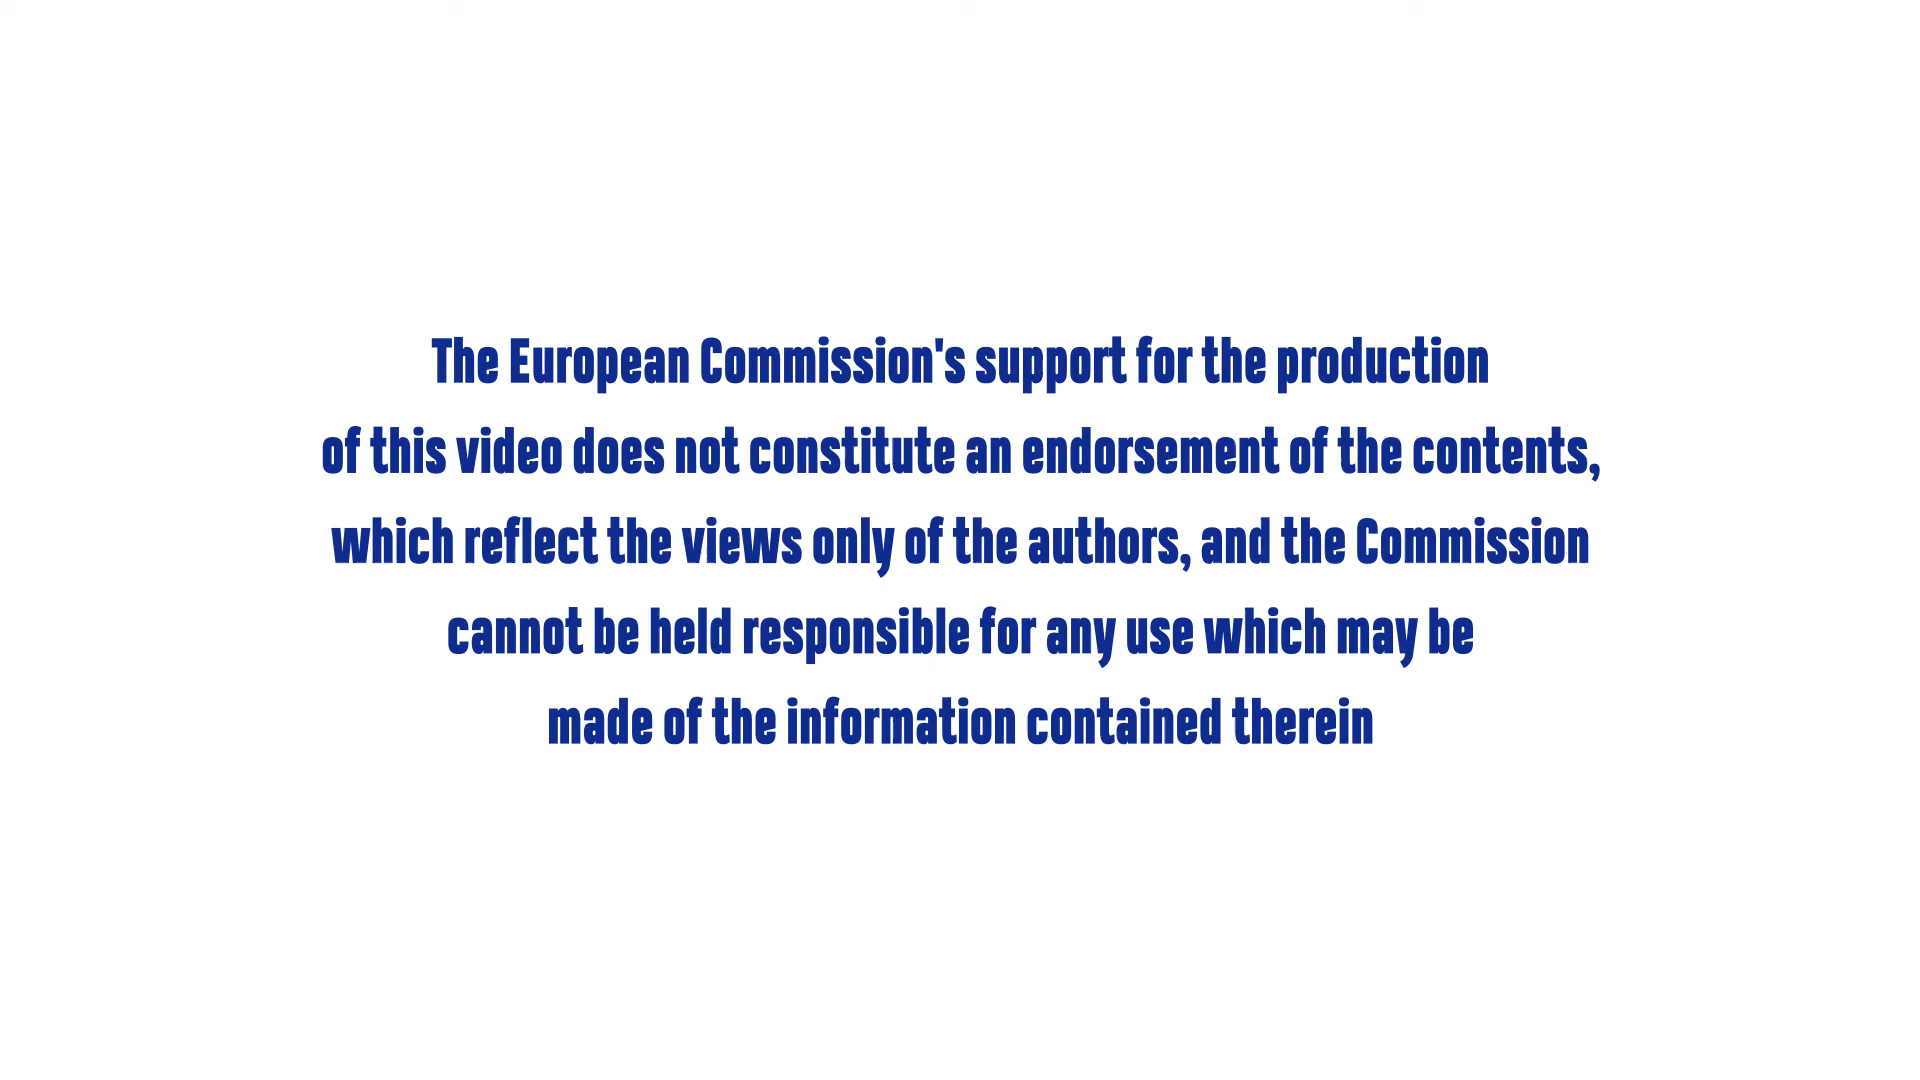 The European Commission's support for the production
of this video does not constitute an endorsement of the contents,
which reflect the views only of the authors, and the Commission
cannot be held responsible for any use which may be
made of the information contained therein